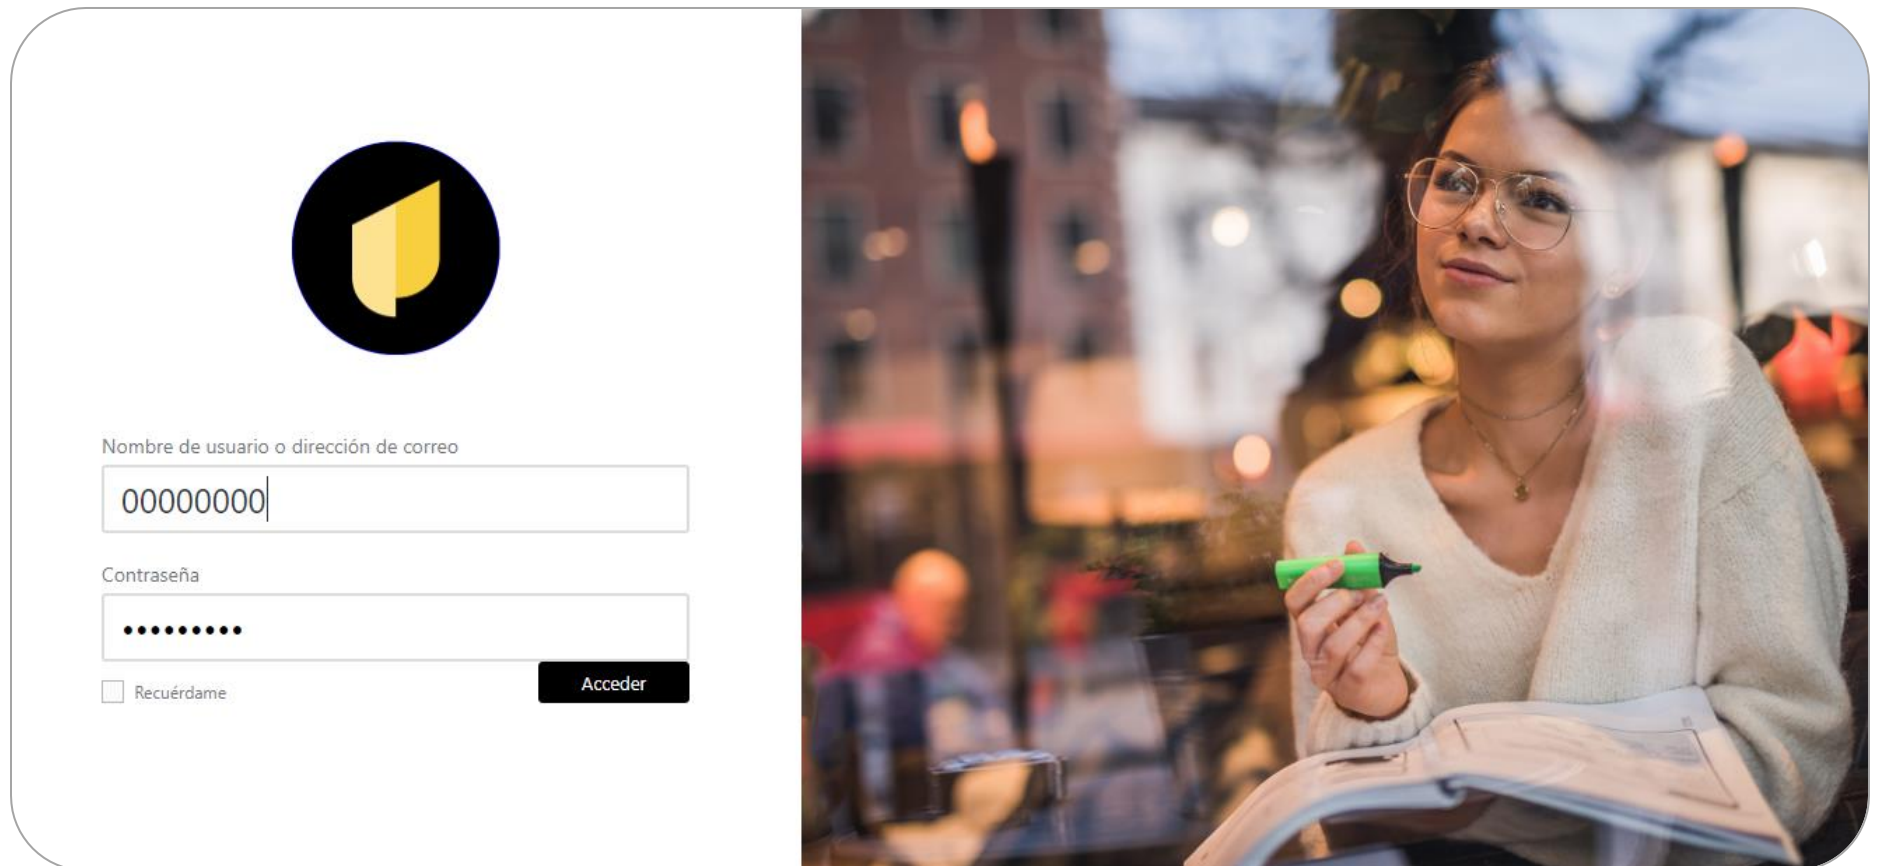 Nombre de usuario o dirección de correo
00000000
Contraseña
•••••••••
Recuérdame
Acceder